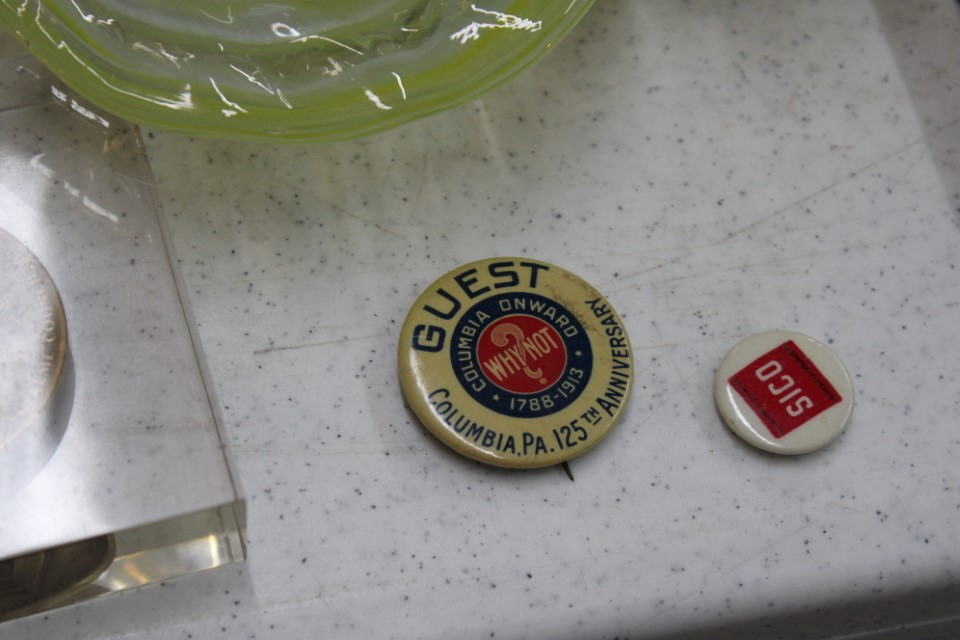 GUEST
COLUMBIA ONWARD
WHY NOT
?
* 1788-1913 *
COLUMBIA, PA. 125TH ANNIVERSARY
SICO